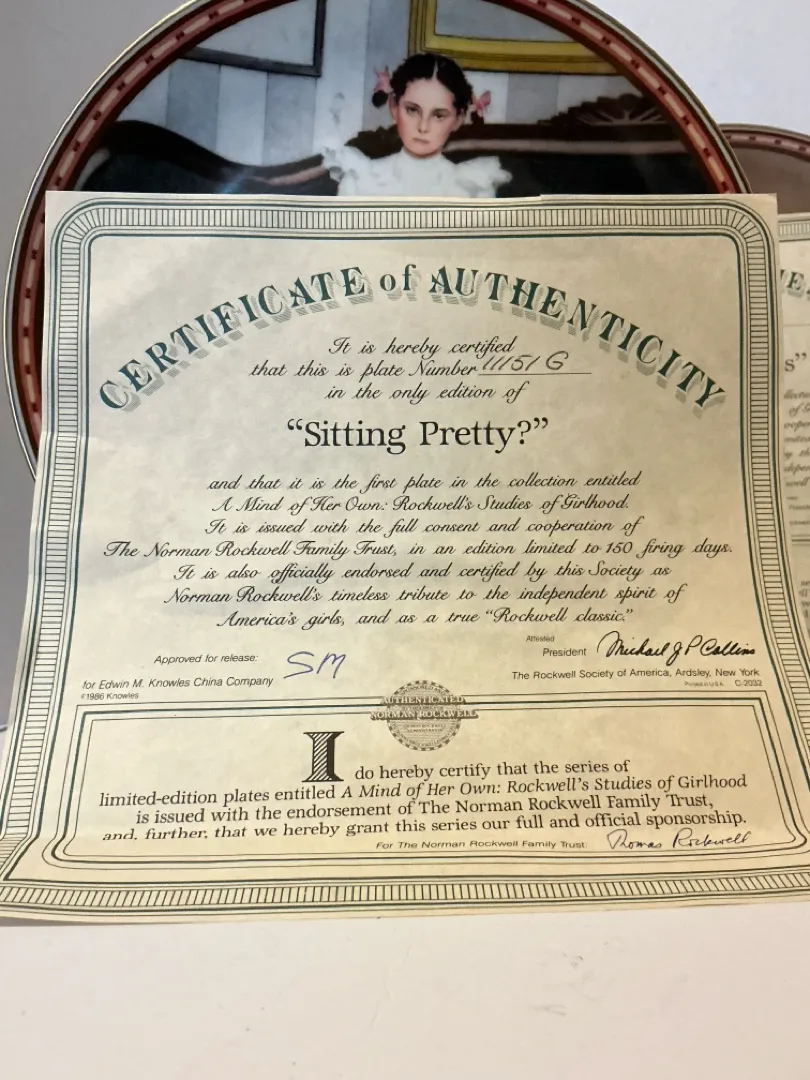 CERTIFICATE of AUTHENTICITY
It is hereby certified
that this is plate Number 11151 G
in the only edition of
“Sitting Pretty?”
and that it is the first plate in the collection entitled
A Mind of Her Own: Rockwell's Studies of Girlhood.
It is issued with the full consent and cooperation of
The Norman Rockwell Family Trust, in an edition limited to 150 firing days.
It is also officially endorsed and certified by this Society as
Norman Rockwell's timeless tribute to the independent spirit of
America's girls, and as a true “Rockwell classic.”
Approved for release: SM
for Edwin M. Knowles China Company
©1986 Knowles
Attested
President Michael J P Collins
The Rockwell Society of America, Ardsley, New York
Printed in U.S.A. C-2032
AUTHENTICATED
NORMAN ROCKWELL
I do hereby certify that the series of
limited-edition plates entitled A Mind of Her Own: Rockwell's Studies of Girlhood
is issued with the endorsement of The Norman Rockwell Family Trust,
and, further, that we hereby grant this series our full and official sponsorship.
For The Norman Rockwell Family Trust: Thomas Rockwell